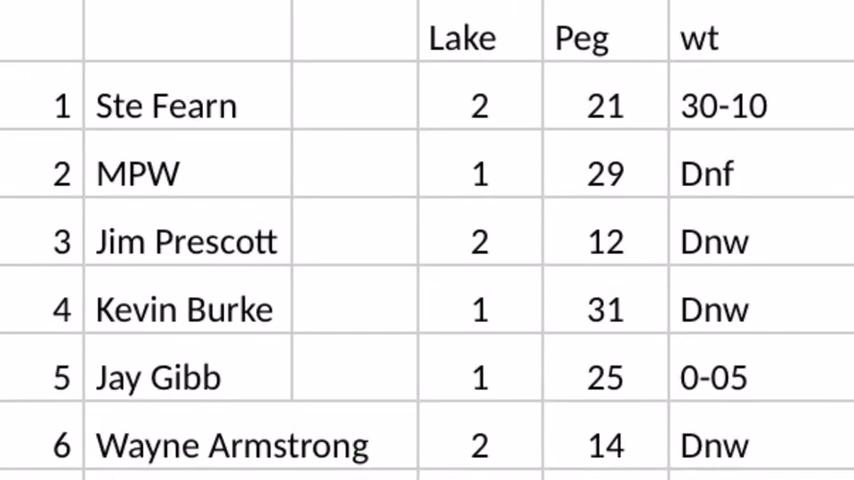 Lake Peg wt
1 Ste Fearn 2 21 30-10
2 MPW 1 29 Dnf
3 Jim Prescott 2 12 Dnw
4 Kevin Burke 1 31 Dnw
5 Jay Gibb 1 25 0-05
6 Wayne Armstrong 2 14 Dnw